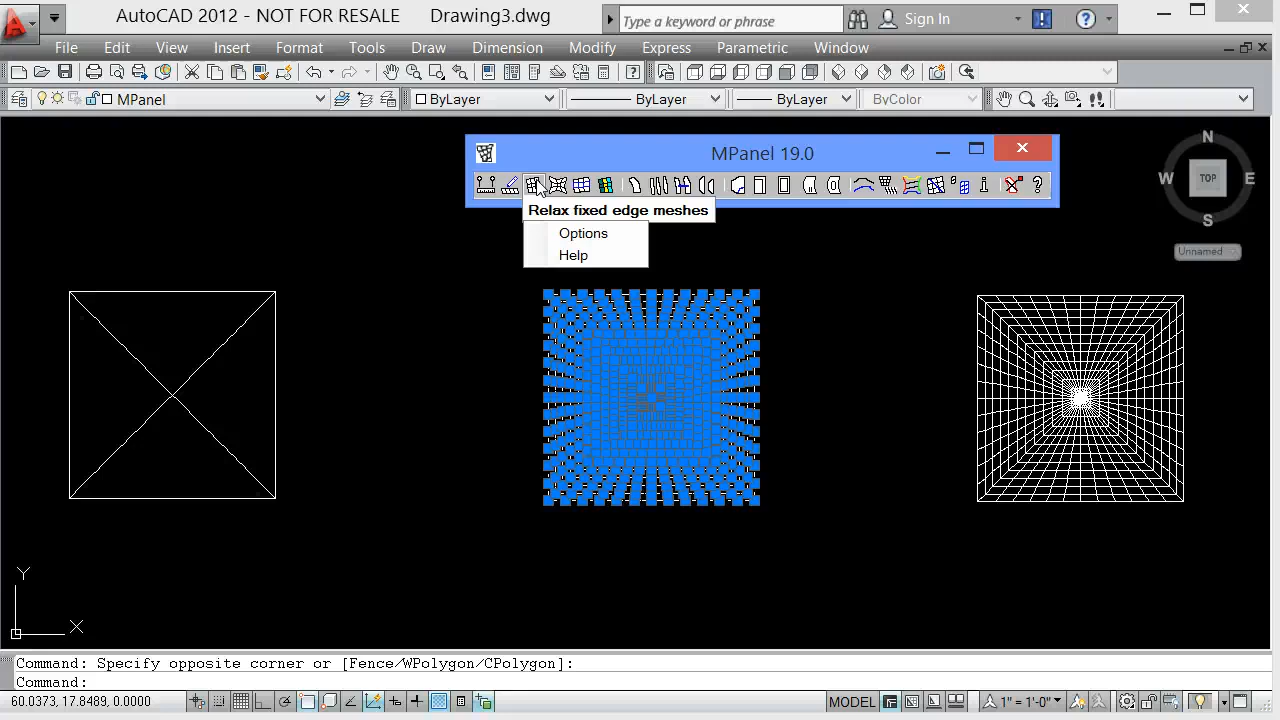 AutoCAD 2012 - NOT FOR RESALE Drawing3.dwg
Type a keyword or phrase
Sign In
File Edit View Insert Format Tools Draw Dimension Modify Express Parametric Window
MPanel ByLayer ByLayer ByLayer ByColor
MPanel 19.0
Relax fixed edge meshes
Options
Help
N
W TOP E
S
Unnamed
Y
X
Command: Specify opposite corner or [Fence/WPolygon/CPolygon]:
Command:
60.0373, 17.8489, 0.0000 MODEL 1" = 1'-0"